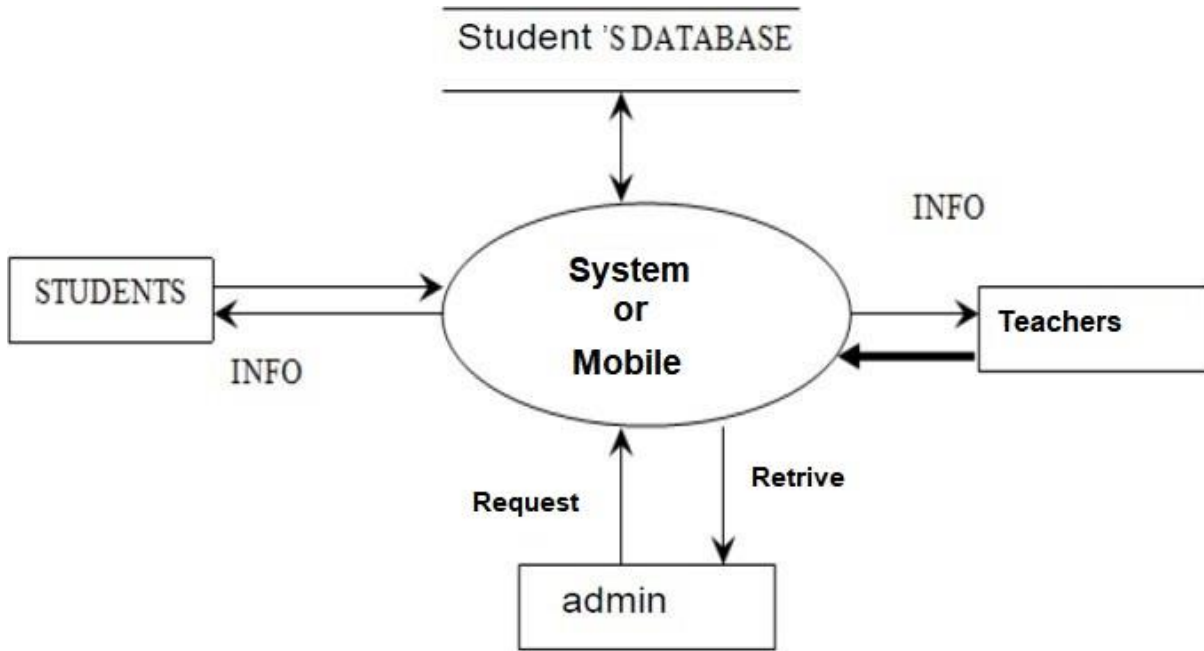 Student 'S DATABASE
INFO
STUDENTS
System
or
Mobile
Teachers
INFO
Request
Retrive
admin